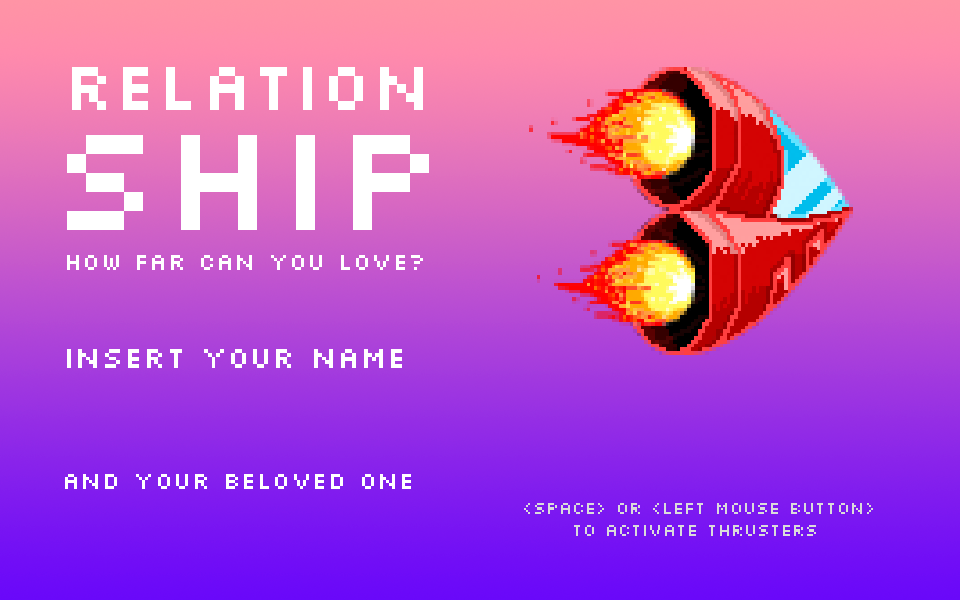 RELATION
SHIP
HOW FAR CAN YOU LOVE?
INSERT YOUR NAME
AND YOUR BELOVED ONE
<SPACE> OR <LEFT MOUSE BUTTON>
TO ACTIVATE THRUSTERS